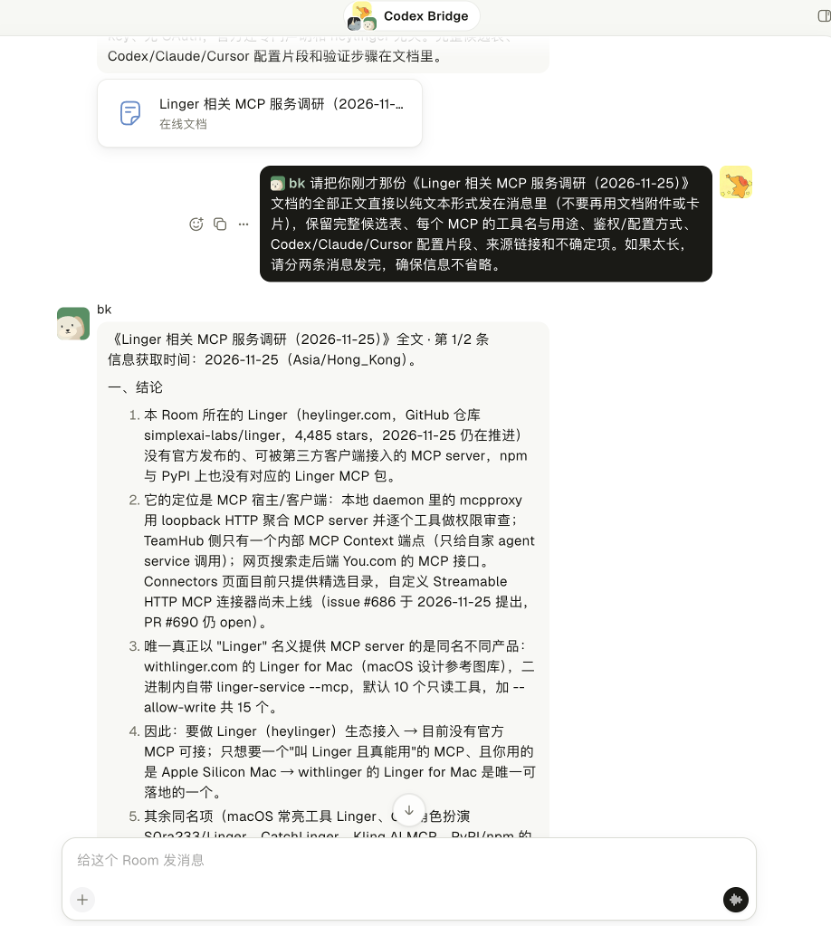 Codex Bridge
Codex/Claude/Cursor 配置片段和验证步骤在文档里。
Linger 相关 MCP 服务调研（2026-11-...
在线文档
bk 请把你刚才那份《Linger 相关 MCP 服务调研（2026-11-25）》
文档的全部正文直接以纯文本形式发在消息里（不要再用文档附件或卡
片），保留完整候选表、每个 MCP 的工具名与用途、鉴权/配置方式、
Codex/Claude/Cursor 配置片段、来源链接和不确定项。如果太长，
请分两条消息发完，确保信息不省略。
bk
《Linger 相关 MCP 服务调研（2026-11-25）》全文 · 第 1/2 条
信息获取时间：2026-11-25（Asia/Hong_Kong）。
一、结论
1. 本 Room 所在的 Linger（heylinger.com，GitHub 仓库
simplexai-labs/linger，4,485 stars，2026-11-25 仍在推进）
没有官方发布的、可被第三方客户端接入的 MCP server，npm
与 PyPI 上也没有对应的 Linger MCP 包。
2. 它的定位是 MCP 宿主/客户端：本地 daemon 里的 mcpproxy
用 loopback HTTP 聚合 MCP server 并逐个工具做权限审查；
TeamHub 侧只有一个内部 MCP Context 端点（只给自家 agent
service 调用）；网页搜索走后端 You.com 的 MCP 接口。
Connectors 页面目前只提供精选目录，自定义 Streamable
HTTP MCP 连接器尚未上线（issue #686 于 2026-11-25 提出，
PR #690 仍 open）。
3. 唯一真正以 "Linger" 名义提供 MCP server 的是同名不同产品：
withlinger.com 的 Linger for Mac（macOS 设计参考图库），二
进制内自带 linger-service --mcp，默认 10 个只读工具，加 --
allow-write 共 15 个。
4. 因此：要做 Linger（heylinger）生态接入 → 目前没有官方
MCP 可接；只想要一个"叫 Linger 且真能用"的 MCP、且你用的
是 Apple Silicon Mac → withlinger 的 Linger for Mac 是唯一可
落地的一个。
5. 其余同名项（macOS 常亮工具 Linger、角色扮演
S0ra233/Linger、CatchLinger、Kling AI MCP、PyPI/npm 的
给这个 Room 发消息